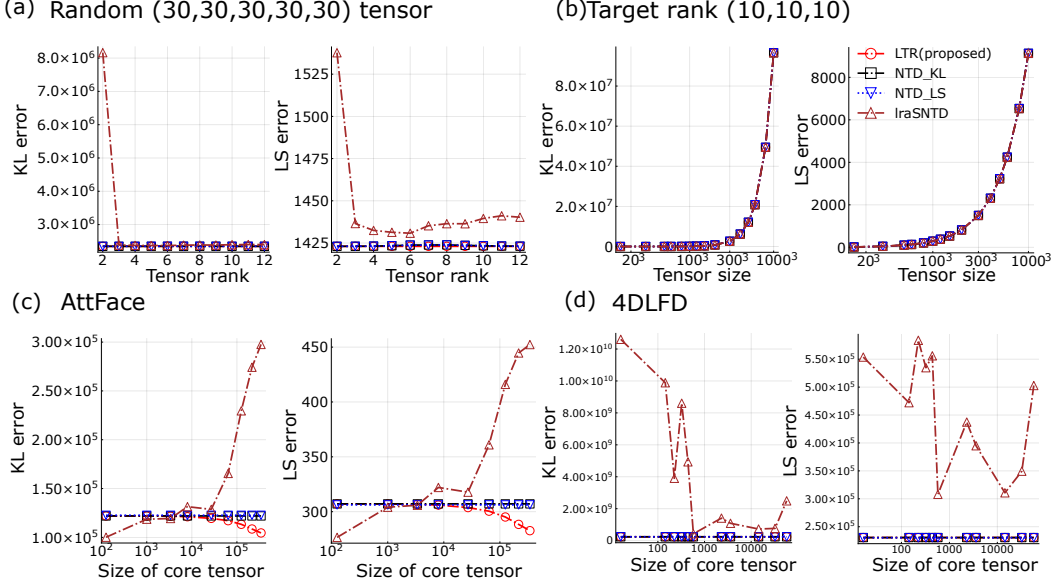 (a) Random (30,30,30,30,30) tensor
8.0×10⁶
7.0×10⁶
6.0×10⁶
5.0×10⁶
4.0×10⁶
3.0×10⁶
KL error
2 4 6 8 10 12
Tensor rank
1525
1500
1475
1450
1425
LS error
2 4 6 8 10 12
Tensor rank
(b) Target rank (10,10,10)
8.0×10⁷
6.0×10⁷
4.0×10⁷
2.0×10⁷
0
KL error
20³ 100³ 300³ 1000³
Tensor size
8000
6000
4000
2000
0
LS error
20³ 100³ 300³ 1000³
Tensor size
LTR(proposed)
NTD_KL
NTD_LS
lraSNTD
(c) AttFace
3.00×10⁵
2.50×10⁵
2.00×10⁵
1.50×10⁵
1.00×10⁵
KL error
10² 10³ 10⁴ 10⁵
Size of core tensor
450
400
350
300
LS error
10² 10³ 10⁴ 10⁵
Size of core tensor
(d) 4DLFD
1.20×10¹⁰
1.00×10¹⁰
8.00×10⁹
6.00×10⁹
4.00×10⁹
2.00×10⁹
0
KL error
100 1000 10000
Size of core tensor
5.50×10⁵
5.00×10⁵
4.50×10⁵
4.00×10⁵
3.50×10⁵
3.00×10⁵
2.50×10⁵
LS error
100 1000 10000
Size of core tensor